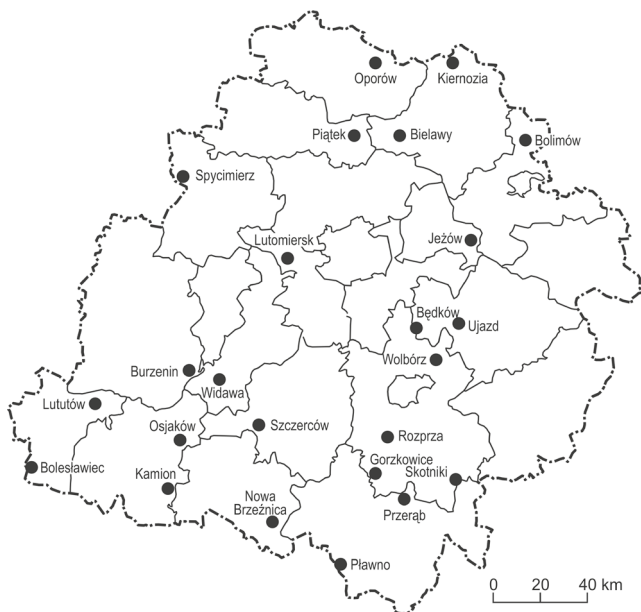 Oporów
Kiernozia
Piątek
Bielawy
Bolimów
Spycimierz
Lutomiersk
Jeżów
Będków
Ujazd
Wolbórz
Burzenin
Widawa
Lututów
Osjaków
Szczerców
Rozprza
Bolesławiec
Kamion
Gorzkowice
Skotniki
Nowa
Brzeźnica
Przerąb
Pławno
0 20 40 km